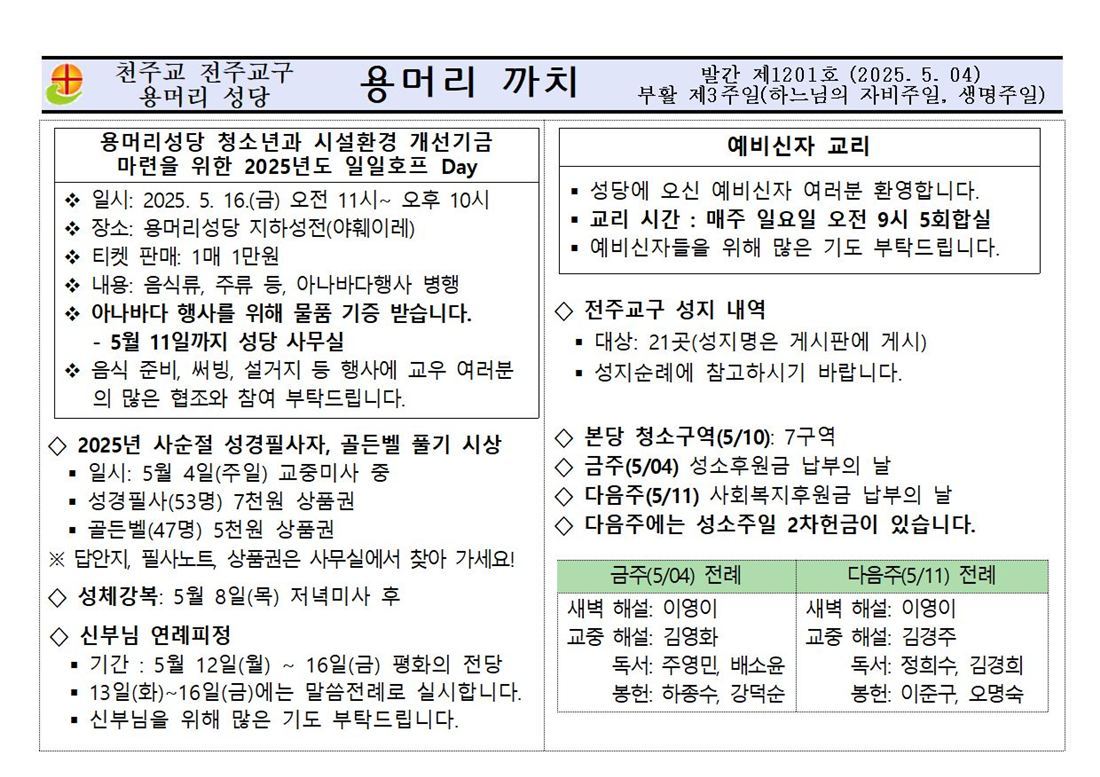 천주교 전주교구
용머리 성당
용머리 까치
발간 제1201호 (2025. 5. 04)
부활 제3주일(하느님의 자비주일, 생명주일)
용머리성당 청소년과 시설환경 개선기금
마련을 위한 2025년도 일일호프 Day
❖ 일시: 2025. 5. 16.(금) 오전 11시~ 오후 10시
❖ 장소: 용머리성당 지하성전(야훼이레)
❖ 티켓 판매: 1매 1만원
❖ 내용: 음식류, 주류 등, 아나바다행사 병행
❖ 아나바다 행사를 위해 물품 기증 받습니다.
- 5월 11일까지 성당 사무실
❖ 음식 준비, 써빙, 설거지 등 행사에 교우 여러분
의 많은 협조와 참여 부탁드립니다.
◇ 2025년 사순절 성경필사자, 골든벨 풀기 시상
▪ 일시: 5월 4일(주일) 교중미사 중
▪ 성경필사(53명) 7천원 상품권
▪ 골든벨(47명) 5천원 상품권
※ 답안지, 필사노트, 상품권은 사무실에서 찾아 가세요!
◇ 성체강복: 5월 8일(목) 저녁미사 후
◇ 신부님 연례피정
▪ 기간 : 5월 12일(월) ~ 16일(금) 평화의 전당
▪ 13일(화)~16일(금)에는 말씀전례로 실시합니다.
▪ 신부님을 위해 많은 기도 부탁드립니다.
예비신자 교리
▪ 성당에 오신 예비신자 여러분 환영합니다.
▪ 교리 시간 : 매주 일요일 오전 9시 5회합실
▪ 예비신자들을 위해 많은 기도 부탁드립니다.
◇ 전주교구 성지 내역
▪ 대상: 21곳(성지명은 게시판에 게시)
▪ 성지순례에 참고하시기 바랍니다.
◇ 본당 청소구역(5/10): 7구역
◇ 금주(5/04) 성소후원금 납부의 날
◇ 다음주(5/11) 사회복지후원금 납부의 날
◇ 다음주에는 성소주일 2차헌금이 있습니다.
금주(5/04) 전례
새벽 해설: 이영이
교중 해설: 김영화
독서: 주영민, 배소윤
봉헌: 하종수, 강덕순
다음주(5/11) 전례
새벽 해설: 이영이
교중 해설: 김경주
독서: 정희수, 김경희
봉헌: 이준구, 오명숙